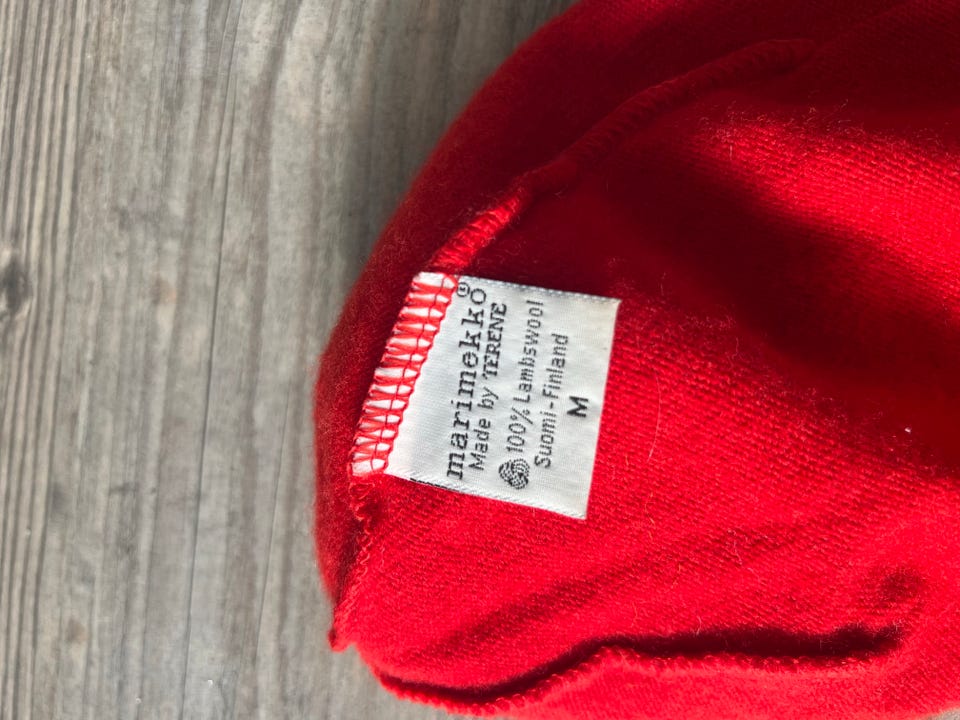 marimekkO®
Made by TERENE
100% Lambswool
Suomi-Finland
M